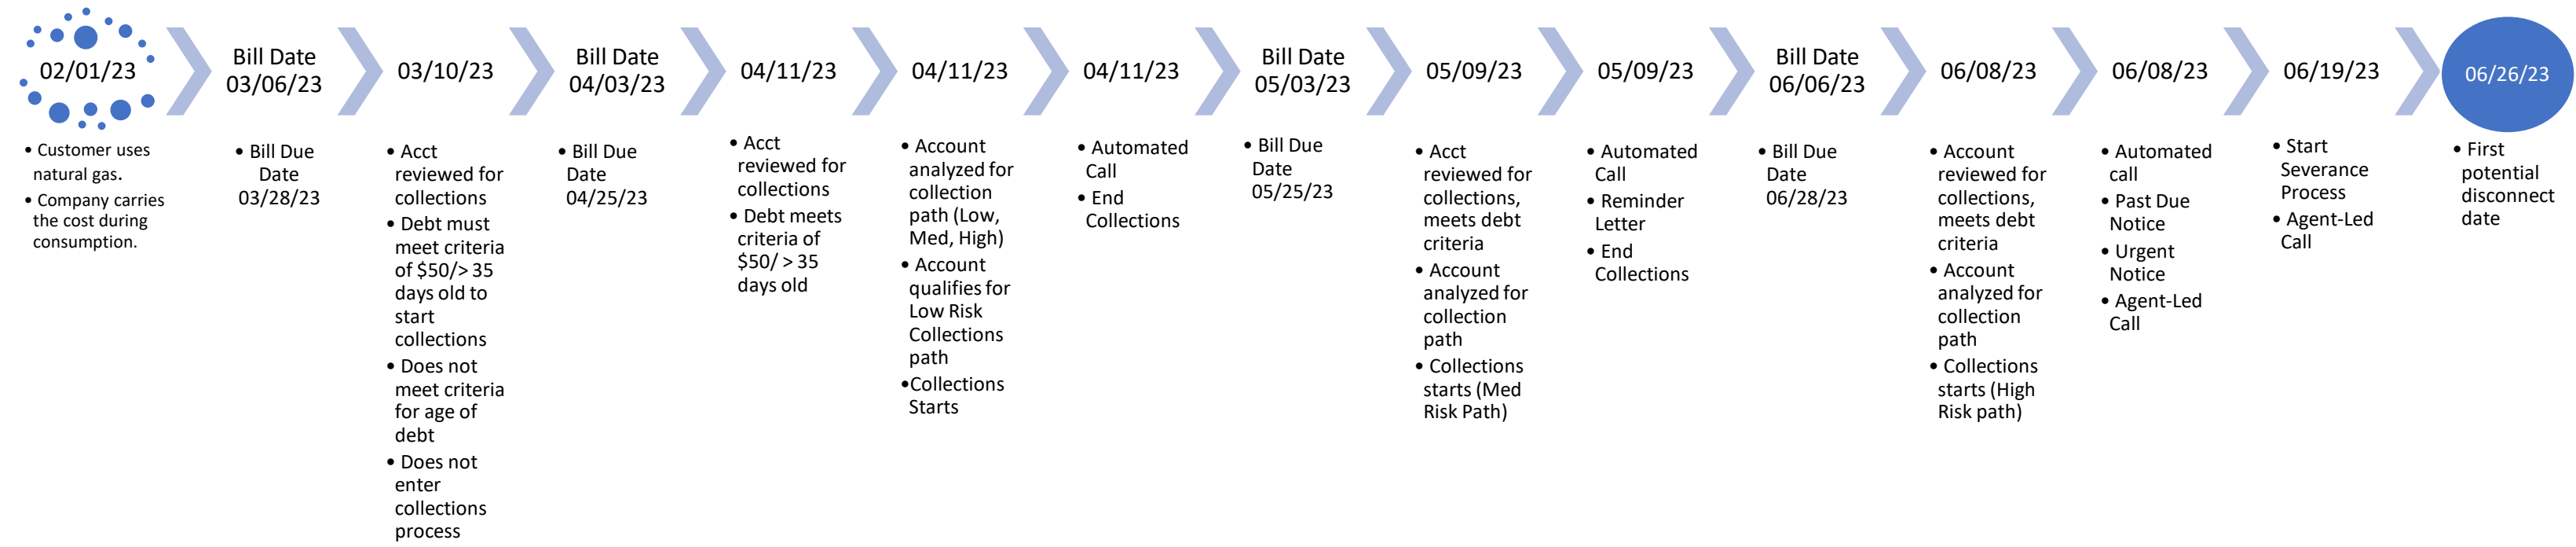 02/01/23
• Customer uses
natural gas.
• Company carries
the cost during
consumption.
Bill Date
03/06/23
• Bill Due
Date
03/28/23
03/10/23
• Acct
reviewed for
collections
• Debt must
meet criteria
of $50/> 35
days old to
start
collections
• Does not
meet criteria
for age of
debt
• Does not
enter
collections
process
Bill Date
04/03/23
• Bill Due
Date
04/25/23
04/11/23
• Acct
reviewed for
collections
• Debt meets
criteria of
$50/ > 35
days old
04/11/23
• Account
analyzed for
collection
path (Low,
Med, High)
• Account
qualifies for
Low Risk
Collections
path
•Collections
Starts
04/11/23
• Automated
Call
• End
Collections
Bill Date
05/03/23
• Bill Due
Date
05/25/23
05/09/23
• Acct
reviewed for
collections,
meets debt
criteria
• Account
analyzed for
collection
path
• Collections
starts (Med
Risk Path)
05/09/23
• Automated
Call
• Reminder
Letter
• End
Collections
Bill Date
06/06/23
• Bill Due
Date
06/28/23
06/08/23
• Account
reviewed for
collections,
meets debt
criteria
• Account
analyzed for
collection
path
• Collections
starts (High
Risk path)
06/08/23
• Automated
call
• Past Due
Notice
• Urgent
Notice
• Agent-Led
Call
06/19/23
• Start
Severance
Process
• Agent-Led
Call
06/26/23
• First
potential
disconnect
date